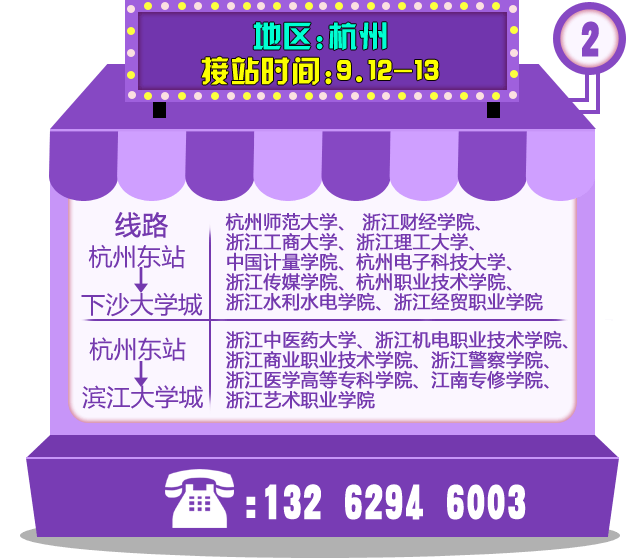 地区:杭州
接站时间:9.12-13
2
线路
杭州东站
下沙大学城
杭州师范大学、 浙江财经学院、
浙江工商大学、浙江理工大学、
中国计量学院、杭州电子科技大学、
浙江传媒学院、杭州职业技术学院、
浙江水利水电学院、浙江经贸职业学院
杭州东站
滨江大学城
浙江中医药大学、浙江机电职业技术学院、
浙江商业职业技术学院、浙江警察学院、
浙江医学高等专科学院、江南专修学院、
浙江艺术职业学院
:132 6294 6003